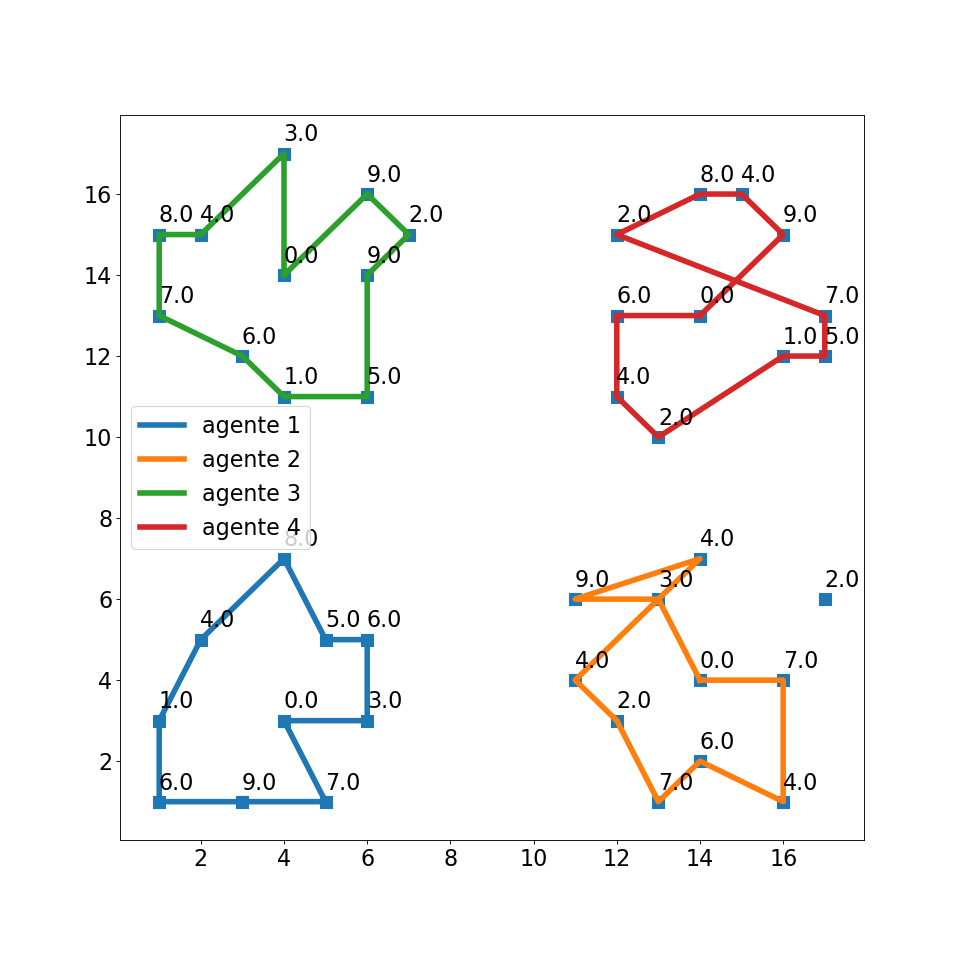 3.0
16 9.0 8.0 4.0
8.0 4.0 2.0 2.0 9.0
14 0.0 9.0
7.0 6.0 0.0 7.0
12 6.0 1.0 5.0
1.0 5.0 4.0
10 2.0
agente 1
agente 2
agente 3
agente 4
8
8.0 4.0
6 9.0 3.0 2.0
4.0 5.0 6.0
4 4.0 0.0 7.0
1.0 0.0 3.0 2.0
2 6.0
6.0 9.0 7.0 7.0 4.0
2 4 6 8 10 12 14 16